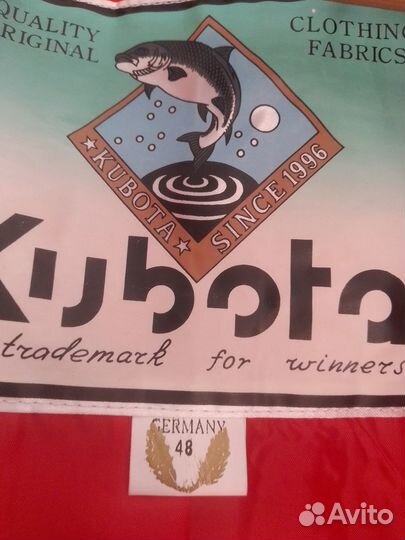 QUALITY
ORIGINAL
CLOTHING
FABRICS
★ KUBOTA ★
SINCE 1996
Kubota
trademark for winners
GERMANY
48
Avito